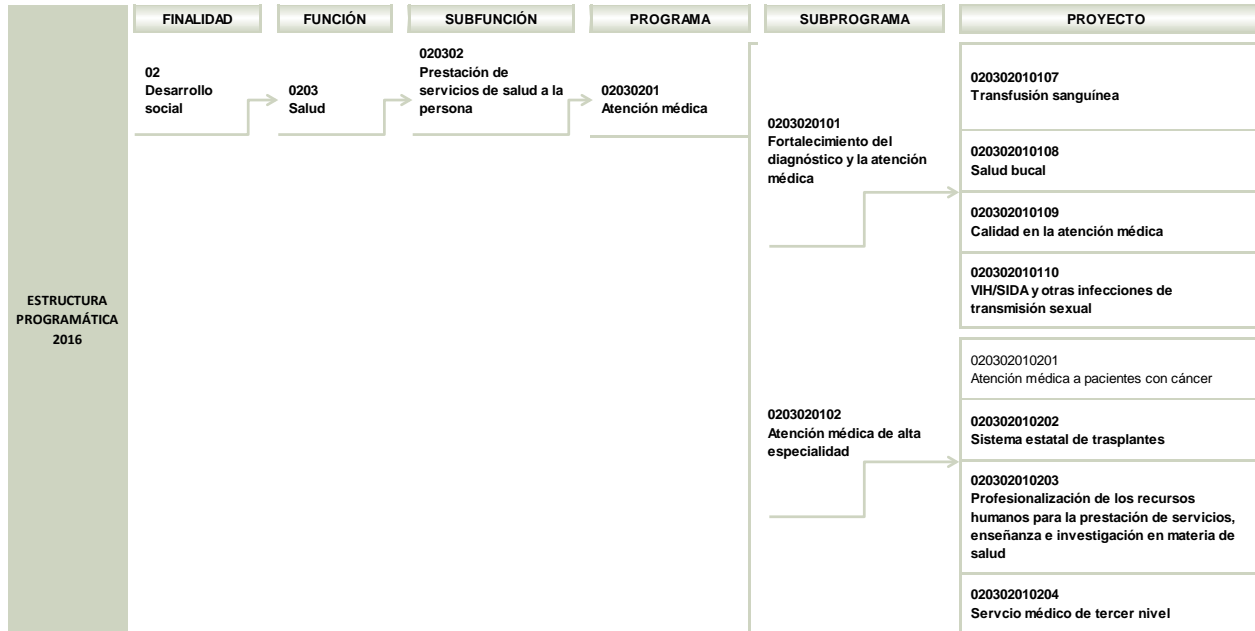 FINALIDAD
FUNCIÓN
SUBFUNCIÓN
PROGRAMA
SUBPROGRAMA
PROYECTO
ESTRUCTURA
PROGRAMÁTICA
2016
02
Desarrollo
social
0203
Salud
020302
Prestación de
servicios de salud a la
persona
02030201
Atención médica
0203020101
Fortalecimiento del
diagnóstico y la atención
médica
020302010107
Transfusión sanguínea
020302010108
Salud bucal
020302010109
Calidad en la atención médica
020302010110
VIH/SIDA y otras infecciones de
transmisión sexual
0203020102
Atención médica de alta
especialidad
020302010201
Atención médica a pacientes con cáncer
020302010202
Sistema estatal de trasplantes
020302010203
Profesionalización de los recursos
humanos para la prestación de servicios,
enseñanza e investigación en materia de
salud
020302010204
Servcio médico de tercer nivel